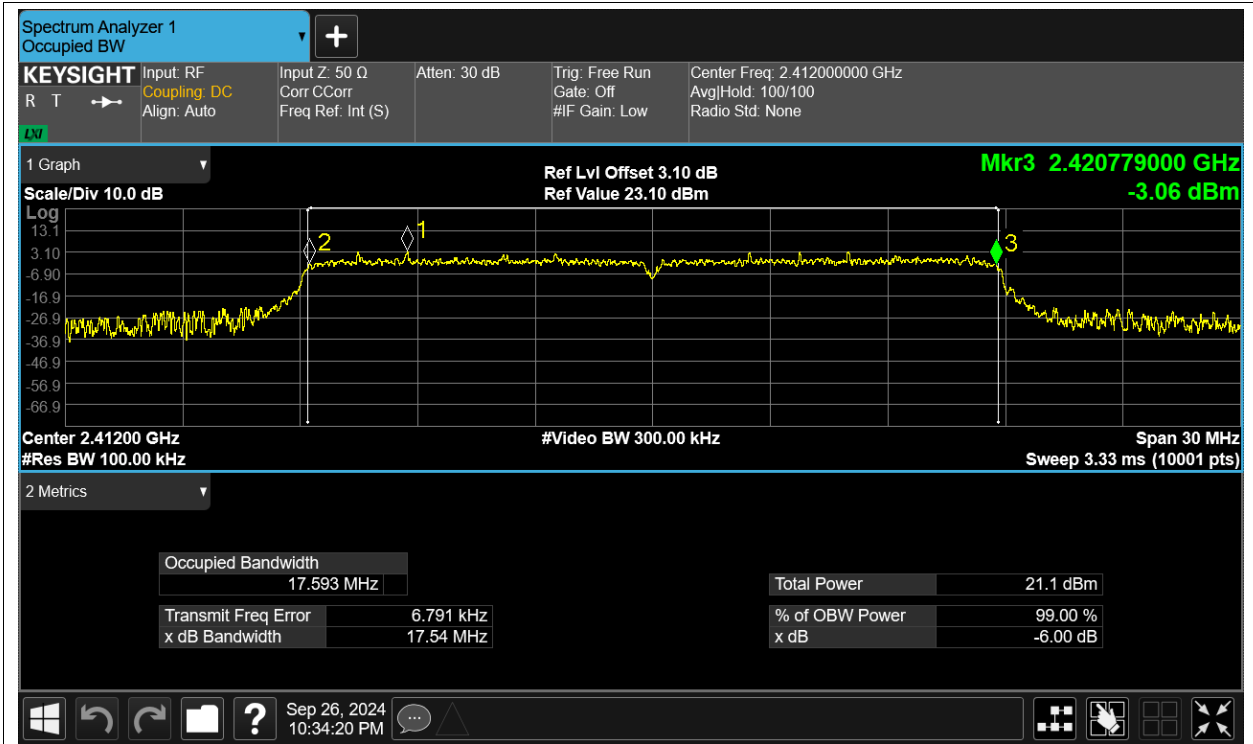 Spectrum Analyzer 1
Occupied BW
KEYSIGHT
R T
LXI
Input: RF
Coupling: DC
Align: Auto
Input Z: 50 Ω
Corr CCorr
Freq Ref: Int (S)
Atten: 30 dB
Trig: Free Run
Gate: Off
#IF Gain: Low
Center Freq: 2.412000000 GHz
Avg|Hold: 100/100
Radio Std: None
1 Graph
Scale/Div 10.0 dB
Ref Lvl Offset 3.10 dB
Ref Value 23.10 dBm
Mkr3 2.420779000 GHz
-3.06 dBm
Log
13.1
3.10
-6.90
-16.9
-26.9
-36.9
-46.9
-56.9
-66.9
2
1
3
Center 2.41200 GHz
#Res BW 100.00 kHz
#Video BW 300.00 kHz
Span 30 MHz
Sweep 3.33 ms (10001 pts)
2 Metrics
Occupied Bandwidth
17.593 MHz
Transmit Freq Error 6.791 kHz
x dB Bandwidth 17.54 MHz
Total Power 21.1 dBm
% of OBW Power 99.00 %
x dB -6.00 dB
?
Sep 26, 2024
10:34:20 PM